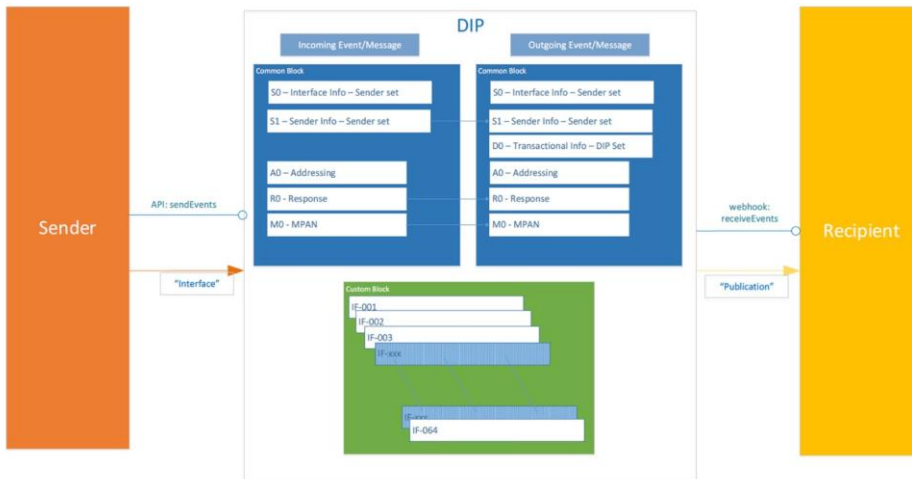 DIP
Incoming Event/Message
Outgoing Event/Message
Common Block
S0 – Interface Info – Sender set
S1 – Sender Info – Sender set
A0 – Addressing
R0 - Response
M0 - MPAN
Common Block
S0 – Interface Info – Sender set
S1 – Sender Info – Sender set
D0 – Transactional Info – DIP Set
A0 – Addressing
R0 - Response
M0 - MPAN
Sender
API: sendEvents
"Interface"
webhook:
receiveEvents
"Publication"
Recipient
Custom Block
IF-001
IF-002
IF-003
IF-xxx
IF-xxx
IF-064